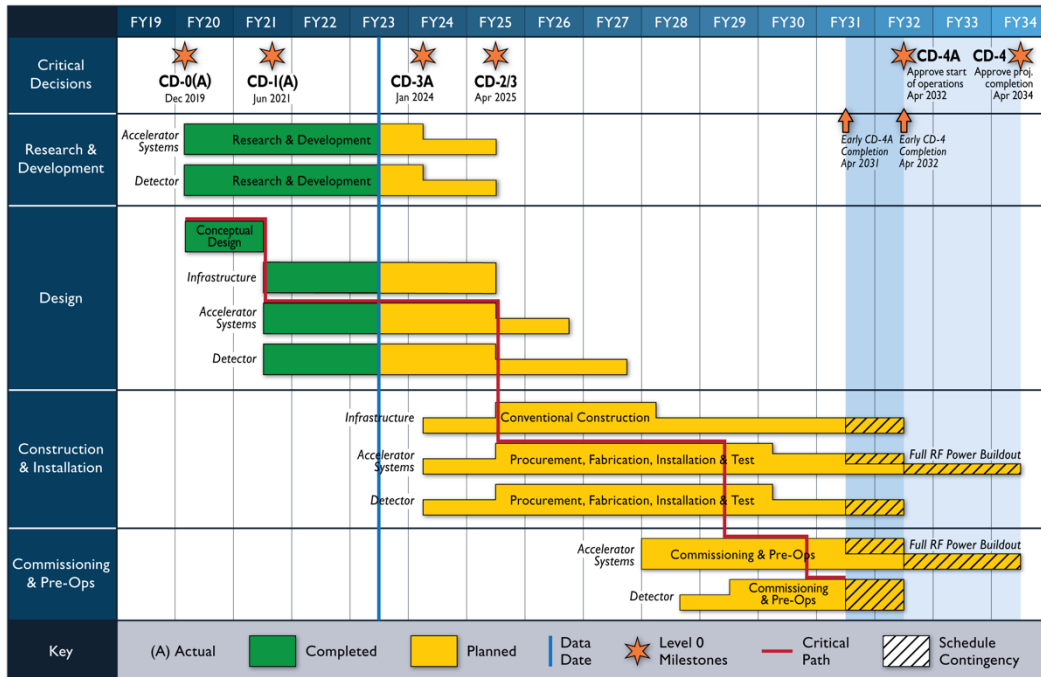 FY19 FY20 FY21 FY22 FY23 FY24 FY25 FY26 FY27 FY28 FY29 FY30 FY31 FY32 FY33 FY34
Critical
Decisions
CD-0(A)
Dec 2019
CD-1(A)
Jun 2021
CD-3A
Jan 2024
CD-2/3
Apr 2025
CD-4A
Approve start
of operations
Apr 2032
CD-4
Approve proj.
completion
Apr 2034
Research &
Development
Accelerator
Systems
Research & Development
Detector
Research & Development
Early CD-4A
Completion
Apr 2031
Early CD-4
Completion
Apr 2032
Design
Conceptual
Design
Infrastructure
Accelerator
Systems
Detector
Construction
& Installation
Infrastructure
Conventional Construction
Accelerator
Systems
Procurement, Fabrication, Installation & Test
Full RF Power Buildout
Detector
Procurement, Fabrication, Installation & Test
Commissioning
& Pre-Ops
Accelerator
Systems
Commissioning & Pre-Ops
Full RF Power Buildout
Detector
Commissioning
& Pre-Ops
Key
(A) Actual
Completed
Planned
Data
Date
Level 0
Milestones
Critical
Path
Schedule
Contingency